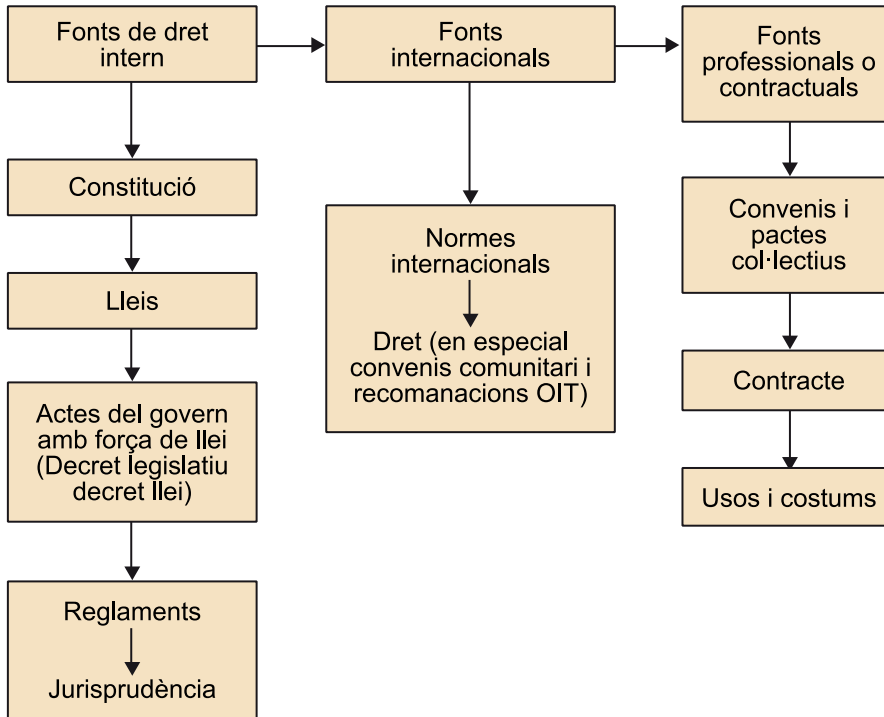 Fonts de dret
intern
Fonts
internacionals
Fonts
professionals o
contractuals
Constitució
Lleis
Actes del govern
amb força de llei
(Decret legislatiu
decret llei)
Reglaments
Jurisprudència
Normes
internacionals
Dret (en especial
convenis comunitari i
recomanacions OIT)
Convenis i
pactes
col·lectius
Contracte
Usos i costums